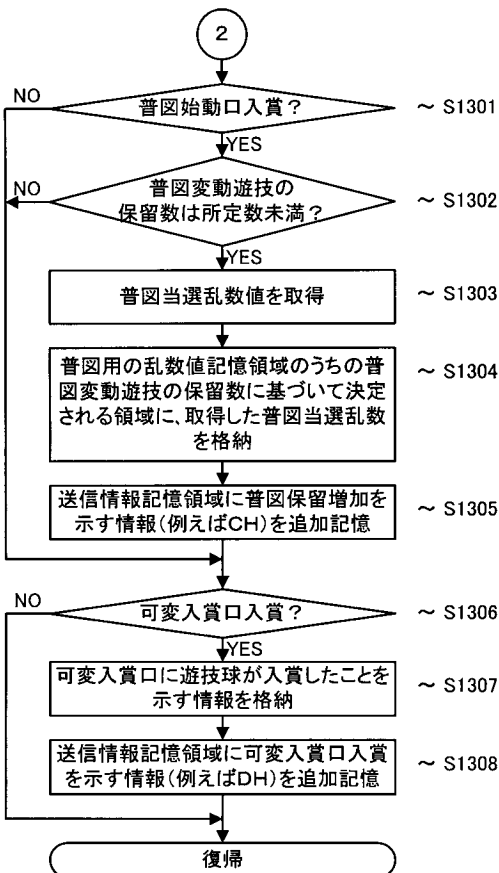 2
NO
普図始動口入賞？
～ S1301
YES
NO
普図変動遊技の
保留数は所定数未満？
～ S1302
YES
普図当選乱数値を取得
～ S1303
普図用の乱数値記憶領域のうちの普
図変動遊技の保留数に基づいて決定
される領域に、取得した普図当選乱数
を格納
～ S1304
送信情報記憶領域に普図保留増加を
示す情報(例えばCH)を追加記憶
～ S1305
NO
可変入賞口入賞？
～ S1306
YES
可変入賞口に遊技球が入賞したことを
示す情報を格納
～ S1307
送信情報記憶領域に可変入賞口入賞
を示す情報(例えばDH)を追加記憶
～ S1308
復帰